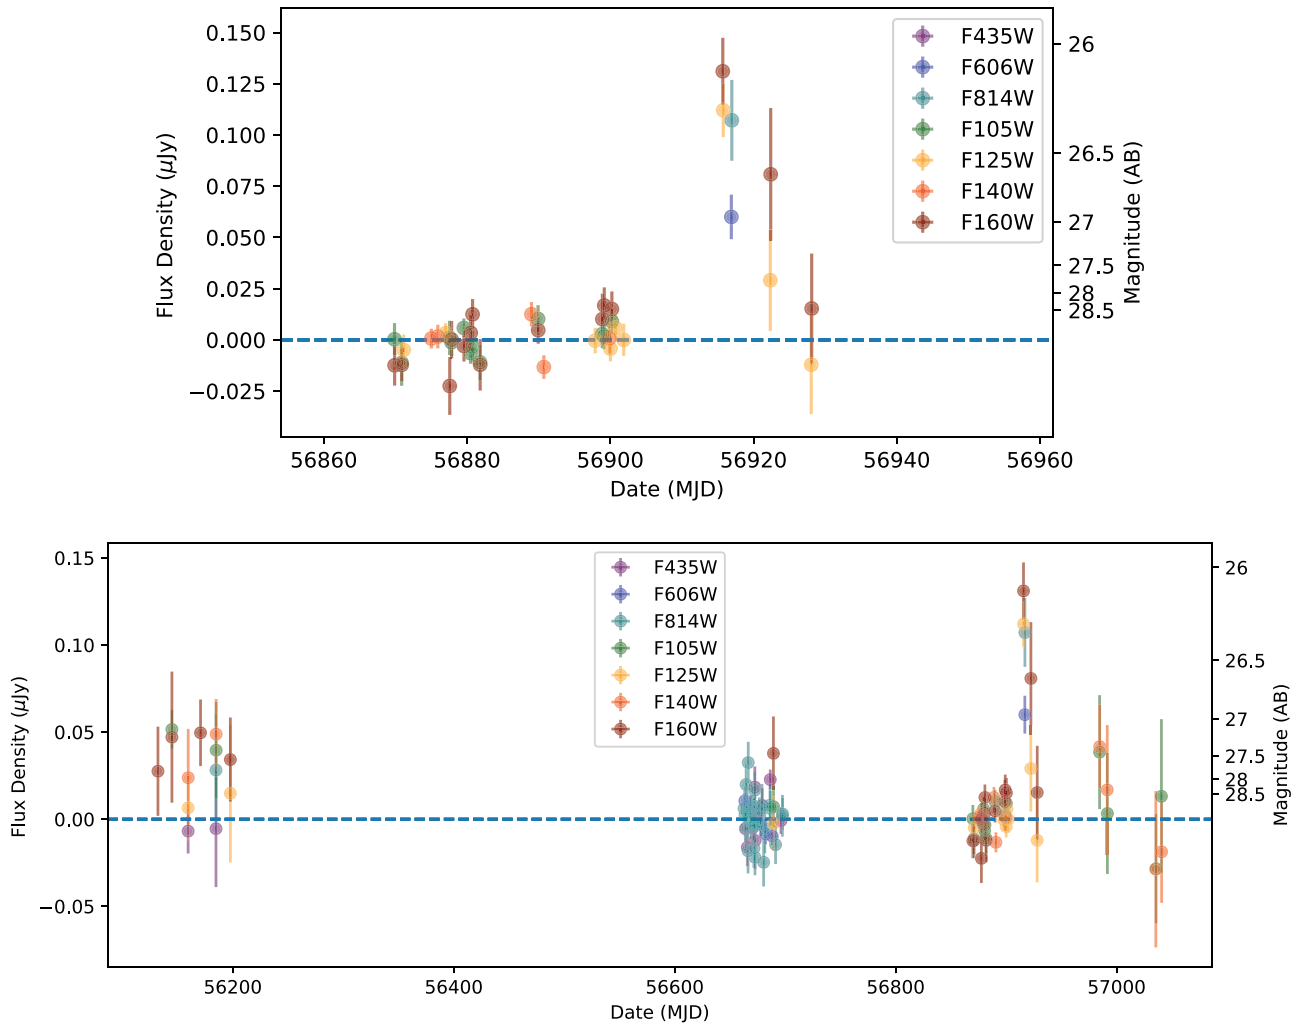 0.150
0.125
0.100
0.075
0.050
0.025
0.000
−0.025
Flux Density (μJy)
F435W
F606W
F814W
F105W
F125W
F140W
F160W
26
26.5
27
27.5
28
28.5
Magnitude (AB)
56860 56880 56900 56920 56940 56960
Date (MJD)
0.15
0.10
0.05
0.00
−0.05
Flux Density (μJy)
F435W
F606W
F814W
F105W
F125W
F140W
F160W
26
26.5
27
27.5
28
28.5
Magnitude (AB)
56200 56400 56600 56800 57000
Date (MJD)